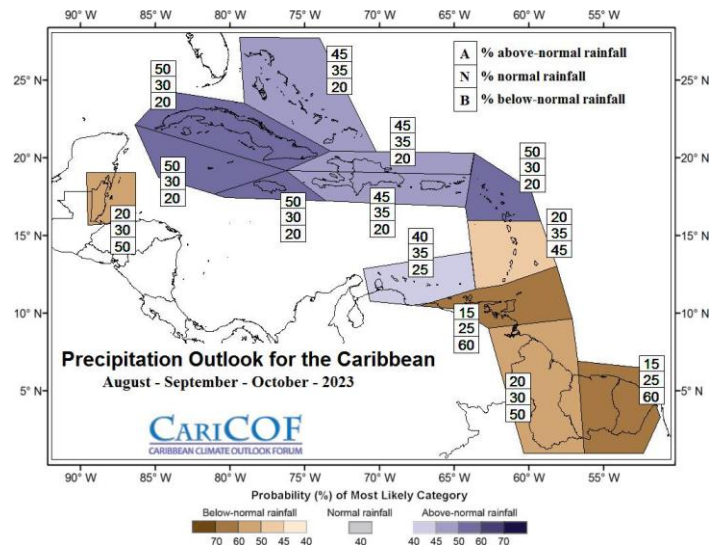 90° W 85° W 80° W 75° W 70° W 65° W 60° W 55° W
25° N
20° N
15° N
10° N
5° N
25° N
20° N
15° N
10° N
5° N
A % above-normal rainfall
N % normal rainfall
B % below-normal rainfall
45
35
20
50
30
20
45
35
20
50
30
20
50
30
20
50
30
20
45
35
20
20
30
50
40
35
25
20
35
45
15
25
60
20
30
50
15
25
60
Precipitation Outlook for the Caribbean
August - September - October - 2023
CARICOF
CARIBBEAN CLIMATE OUTLOOK FORUM
90° W 85° W 80° W 75° W 70° W 65° W 60° W 55° W
Probability (%) of Most Likely Category
Below-normal rainfall Normal rainfall Above-normal rainfall
70 60 50 45 40 40 40 45 50 60 70